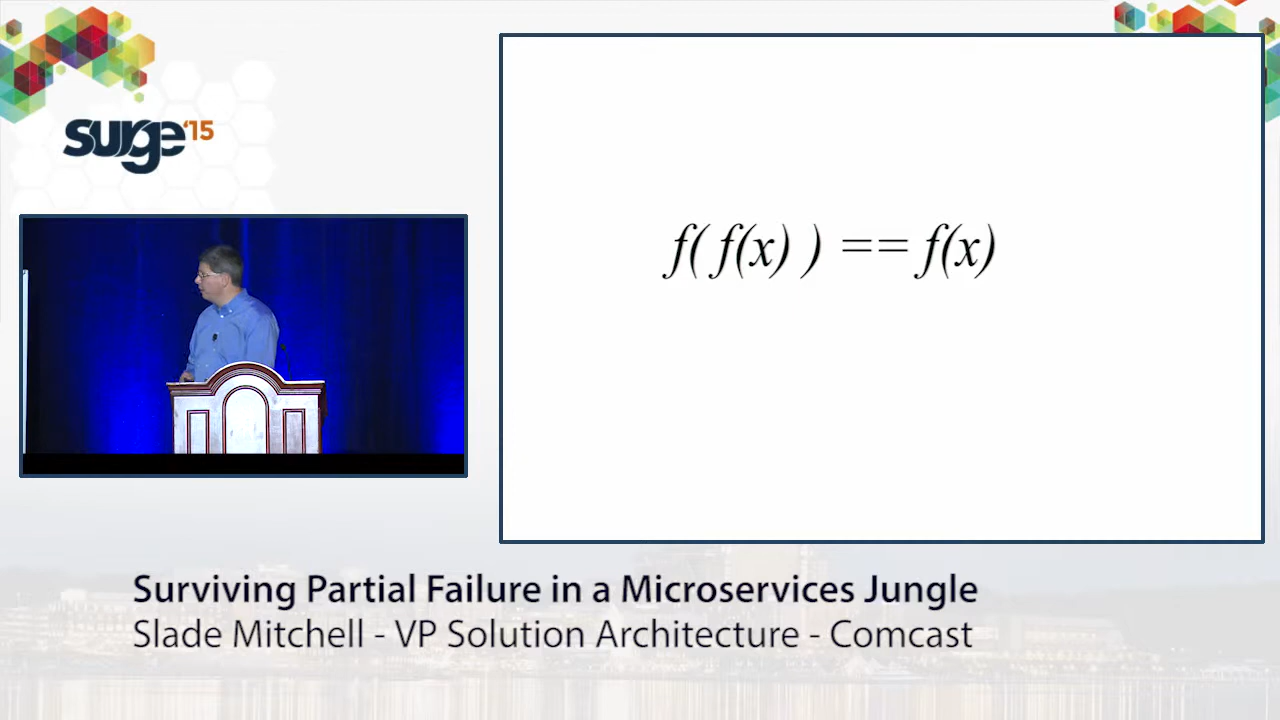 surge '15
f( f(x) ) == f(x)
Surviving Partial Failure in a Microservices Jungle
Slade Mitchell - VP Solution Architecture - Comcast